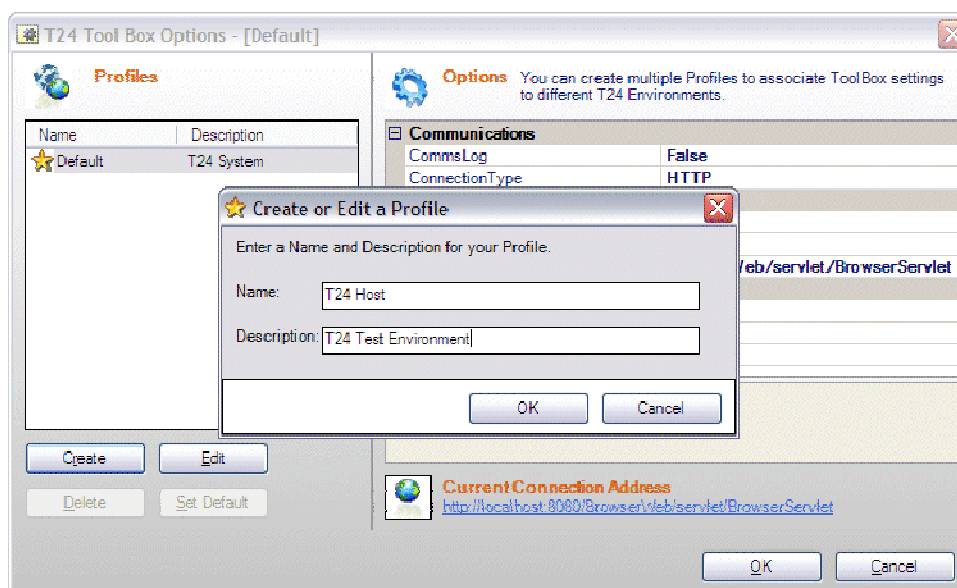 T24 Tool Box Options - [Default]
Profiles
Options
You can create multiple Profiles to associate ToolBox settings
to different T24 Environments.
Name Description
Default T24 System
Communications
CommsLog False
ConnectionType HTTP
Create or Edit a Profile
Enter a Name and Description for your Profile.
Name: T24 Host
Description: T24 Test Environment
OK Cancel
/eb/servlet/BrowserServlet
Create Edit
Delete Set Default
Current Connection Address
http://localhost:8080/BrowserWeb/servlet/BrowserServlet
OK Cancel